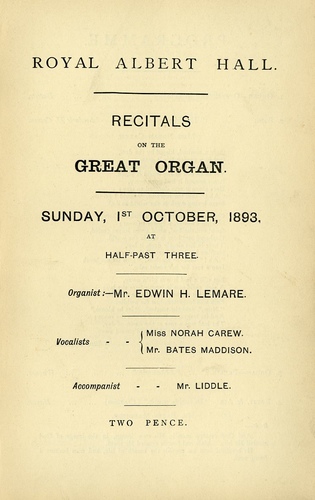 ROYAL ALBERT HALL.
RECITALS
ON THE
GREAT ORGAN.
SUNDAY, 1ST OCTOBER, 1893.
AT
HALF-PAST THREE.
Organist:—Mr. EDWIN H. LEMARE.
Vocalists - - { Miss NORAH CAREW.
Mr. BATES MADDISON.
Accompanist - - Mr. LIDDLE.
TWO PENCE.